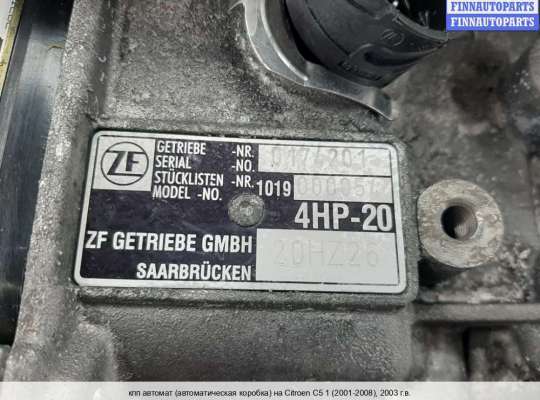 FINNAUTOPARTS
FINNAUTOPARTS
ZF
GETRIEBE -NR.
SERIAL -NO.
STÜCKLISTEN -NR. 1019
MODEL -NO.
4HP-20
ZF GETRIEBE GMBH
SAARBRÜCKEN
20HZ26
кпп автомат (автоматическая коробка) на Citroen C5 1 (2001-2008), 2003 г.в.